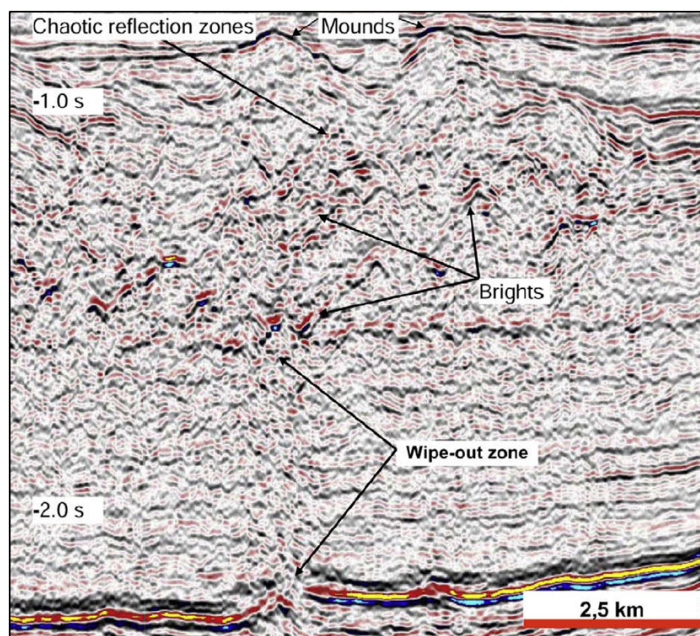 Chaotic reflection zones
Mounds
-1.0 s
Brights
Wipe-out zone
-2.0 s
2,5 km